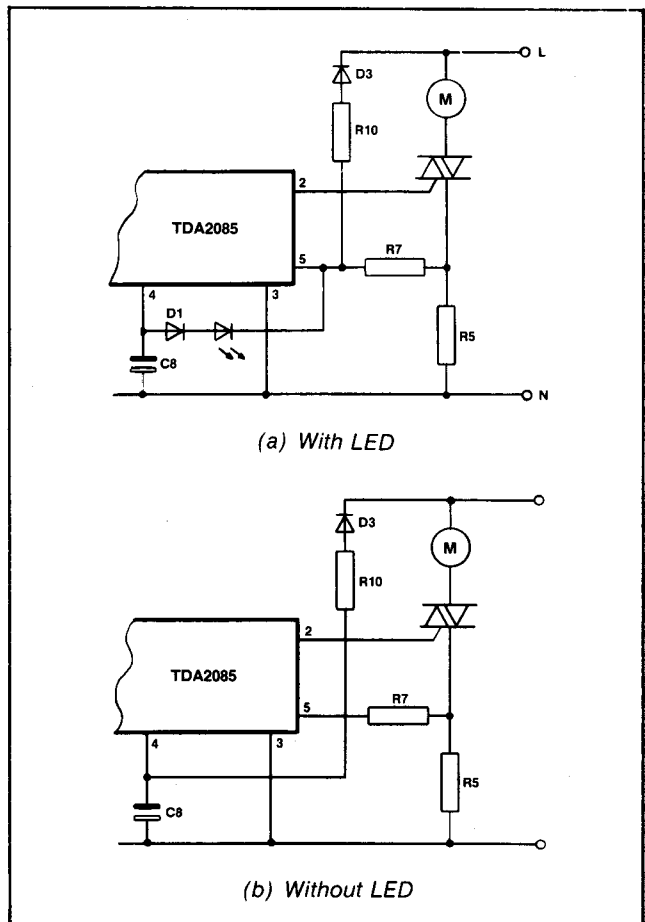 L
D3
M
R10
2
TDA2085
R7
5
4
3
D1
R5
C8
N
(a) With LED
D3
M
R10
2
TDA2085
R7
5
4
3
R5
C8
(b) Without LED